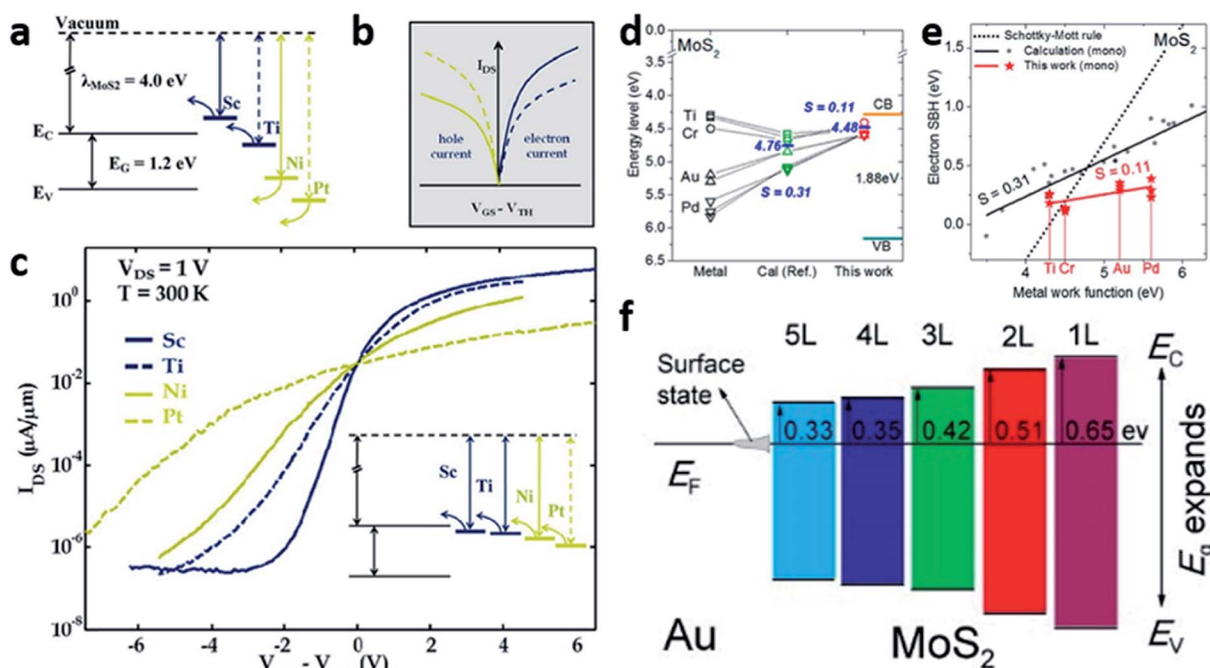 a
Vacuum
λMoS2 = 4.0 eV
Sc
Ti
EC
EG = 1.2 eV
Ni
EV
Pt
b
IDS
hole
current
electron
current
VGS - VTH
c
VDS = 1 V
T = 300 K
Sc
Ti
Ni
Pt
IDS (µA/µm)
10^0
10^-2
10^-4
10^-6
10^-8
-6 -4 -2 0 2 4 6
V - V (V)
Sc
Ti
Ni
Pt
d
MoS2
Energy level (eV)
0.0
4.0
4.5
5.0
5.5
6.0
6.5
Ti
Cr
Au
Pd
S = 0.11
CB
4.48
4.76
S = 0.31
1.88eV
VB
Metal Cal (Ref.) This work
e
Schottky-Mott rule
Calculation (mono)
This work (mono)
MoS2
Electron SBH (eV)
1.5
1.0
0.5
0.0
S = 0.31
S = 0.11
Ti Cr Au Pd
4 5 6
Metal work function (eV)
f
5L 4L 3L 2L 1L
EC
Surface
state
0.33 0.35 0.42 0.51 0.65 ev
EF
Eg expands
EV
Au MoS2